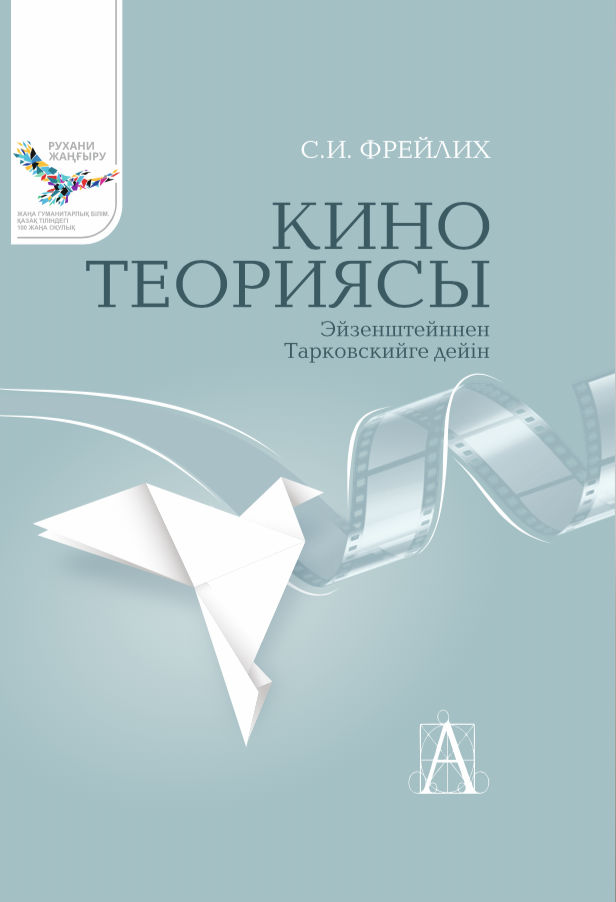 РУХАНИ
ЖАҢҒЫРУ
ЖАҢА ГУМАНИТАРЛЫҚ БІЛІМ.
ҚАЗАҚ ТІЛІНДЕГІ
100 ЖАҢА ОҚУЛЫҚ
С.И. ФРЕЙЛИХ
КИНО
ТЕОРИЯСЫ
Эйзенштейннен
Тарковскийге дейін
А